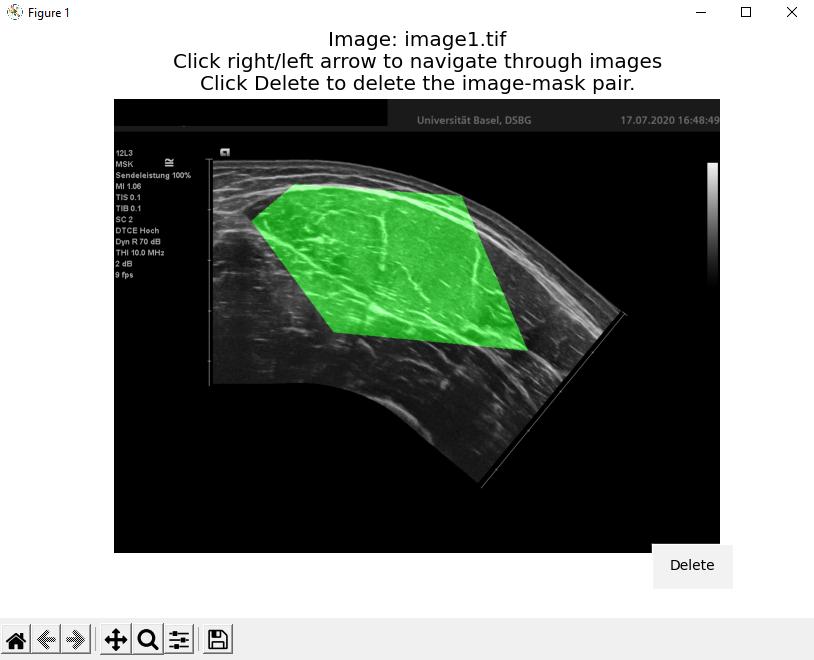 Figure 1
Image: image1.tif
Click right/left arrow to navigate through images
Click Delete to delete the image-mask pair.
Universität Basel, DSBG 17.07.2020 16:48:49
12L3
MSK
Sendeleistung 100%
MI 1.06
TIS 0.1
TIB 0.1
SC 2
DTCE Hoch
Dyn R 70 dB
THI 10.0 MHz
2 dB
9 fps
Delete